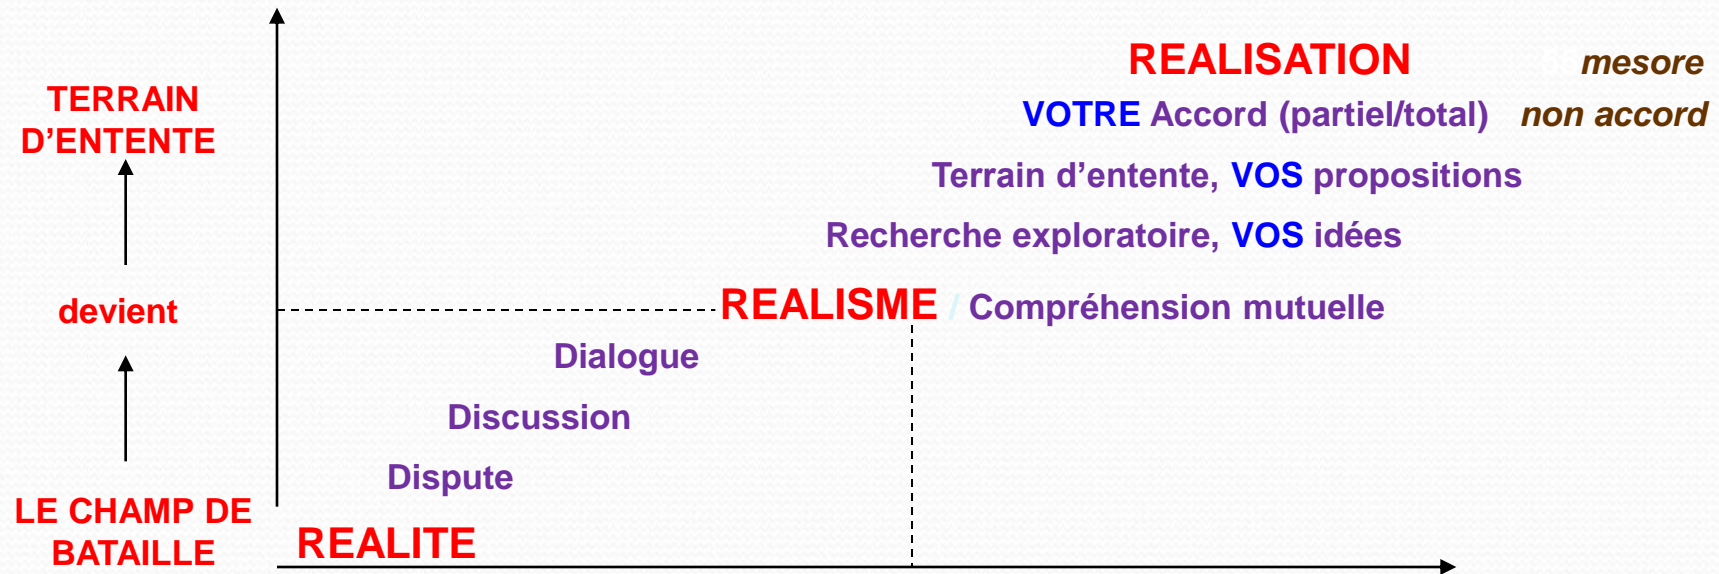 REALISATION mesore
TERRAIN
D’ENTENTE
VOTRE Accord (partiel/total) non accord
Terrain d’entente, VOS propositions
Recherche exploratoire, VOS idées
devient
REALISME / Compréhension mutuelle
Dialogue
Discussion
Dispute
LE CHAMP DE
BATAILLE
REALITE